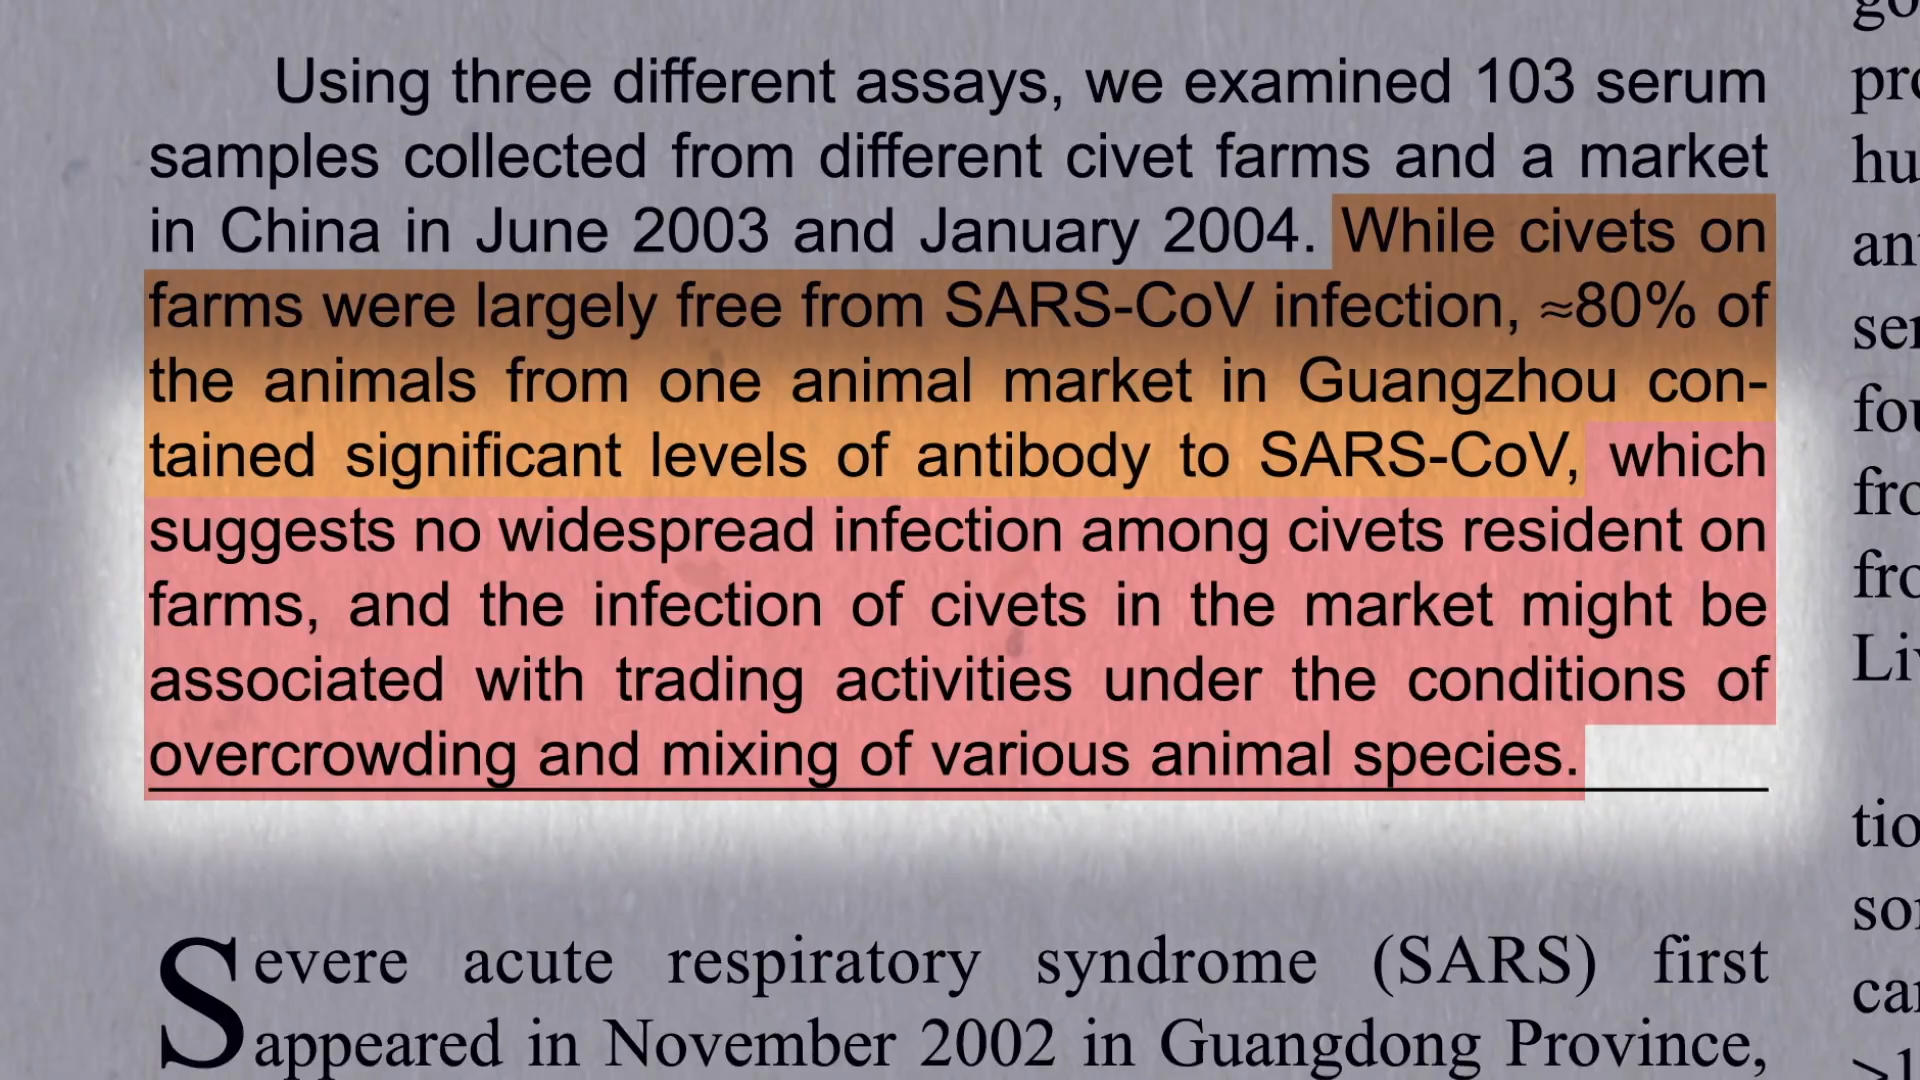 Using three different assays, we examined 103 serum
samples collected from different civet farms and a market
in China in June 2003 and January 2004. While civets on
farms were largely free from SARS-CoV infection, ≈80% of
the animals from one animal market in Guangzhou con-
tained significant levels of antibody to SARS-CoV, which
suggests no widespread infection among civets resident on
farms, and the infection of civets in the market might be
associated with trading activities under the conditions of
overcrowding and mixing of various animal species.
Severe acute respiratory syndrome (SARS) first
appeared in November 2002 in Guangdong Province,